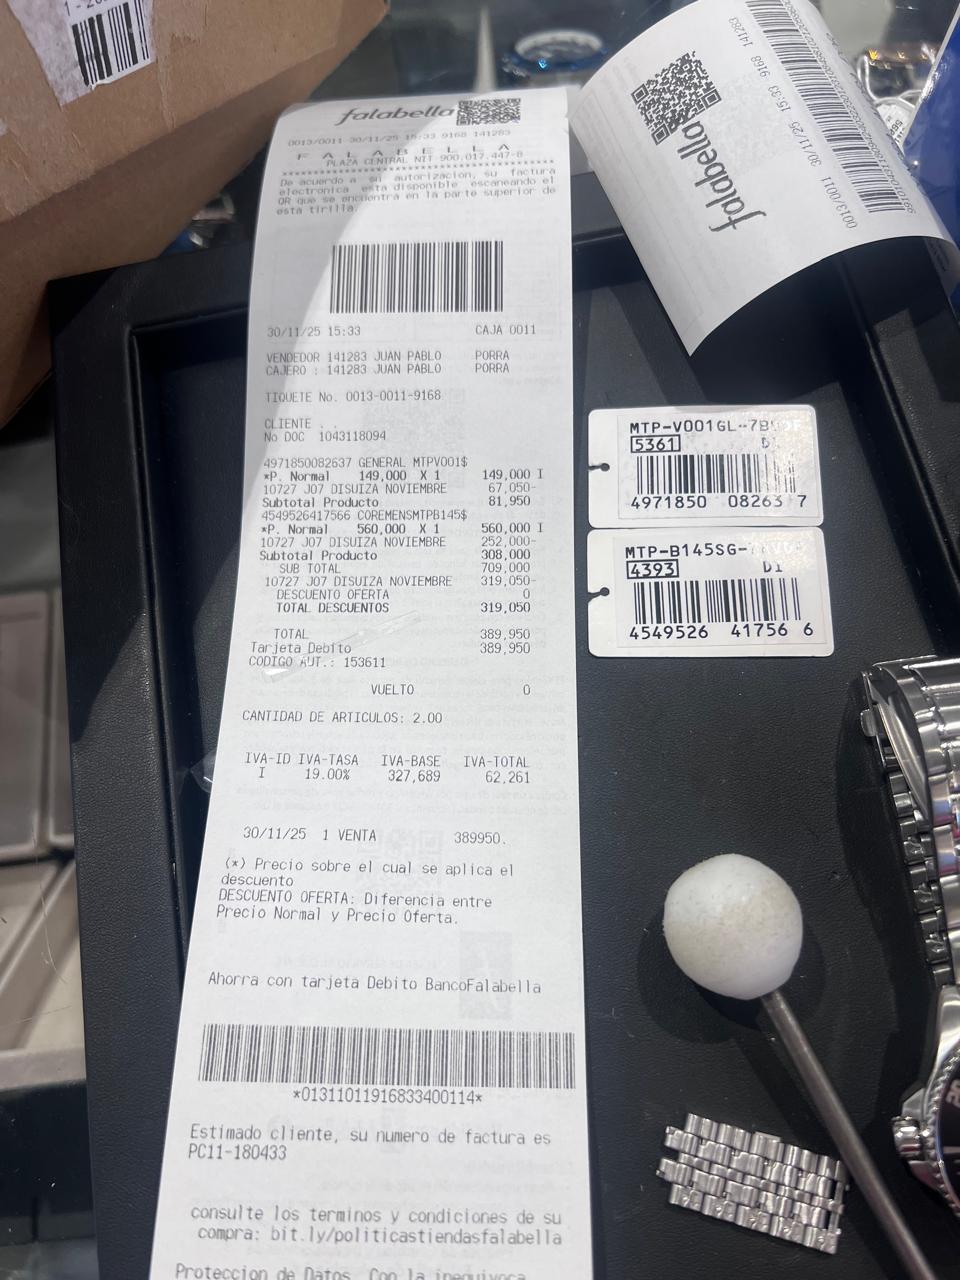 falabella
0013/0011 30/11/25 15:33 9168 141283
F A L A B E L L A
PLAZA CENTRAL NIT 900.017.447-8
De acuerdo a su autorizacion, su factura
electronica esta disponible escaneando el
QR que se encuentra en la parte superior de
esta tirilla.
30/11/25 15:33 CAJA 0011
VENDEDOR 141283 JUAN PABLO PORRA
CAJERO : 141283 JUAN PABLO PORRA
TIQUETE No. 0013-0011-9168
CLIENTE . .
No DOC 1043118094
4971850082637 GENERAL MTPV001$
*P. Normal 149,000 X 1 149,000 I
10727 J07 DISUIZA NOVIEMBRE 67,050-
Subtotal Producto 81,950
4549526417566 COREMENSMTPB145$
*P. Normal 560,000 X 1 560,000 I
10727 J07 DISUIZA NOVIEMBRE 252,000-
Subtotal Producto 308,000
SUB TOTAL 709,000
10727 J07 DISUIZA NOVIEMBRE 319,050-
DESCUENTO OFERTA 0
TOTAL DESCUENTOS 319,050
TOTAL 389,950
Tarjeta Debito 389,950
CODIGO AUT.: 153611
VUELTO 0
CANTIDAD DE ARTICULOS: 2.00
IVA-ID IVA-TASA IVA-BASE IVA-TOTAL
I 19.00% 327,689 62,261
30/11/25 1 VENTA 389950.
(*) Precio sobre el cual se aplica el
descuento
DESCUENTO OFERTA: Diferencia entre
Precio Normal y Precio Oferta.
Ahorra con tarjeta Debito BancoFalabella
*01311011916833400114*
Estimado cliente, su numero de factura es
PC11-180433
consulte los terminos y condiciones de su
compra: bit.ly/politicastiendasfalabella
Proteccion de Datos. Con la inequivoca
falabella
0013/0011 30/11/25 15:33 9168 141283
MTP-V001GL-7B
5361 D1
4971850 08263 7
MTP-B145SG-
4393 D1
4549526 41756 6